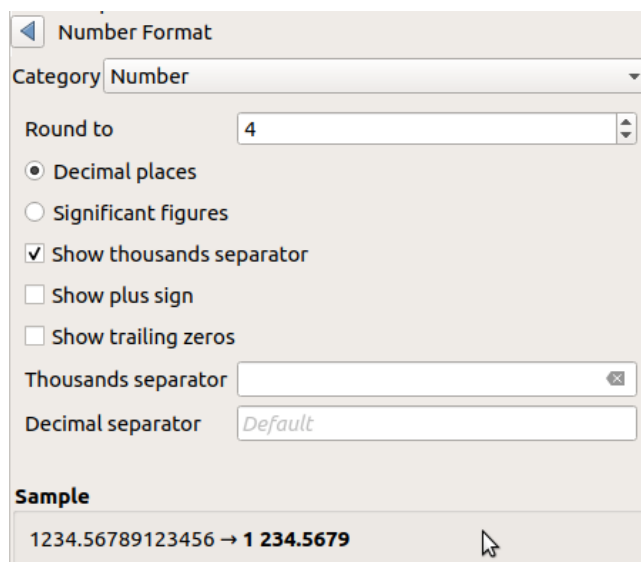 Number Format
Category Number
Round to 4
Decimal places
Significant figures
Show thousands separator
Show plus sign
Show trailing zeros
Thousands separator
Decimal separator Default
Sample
1234.56789123456 → 1 234.5679